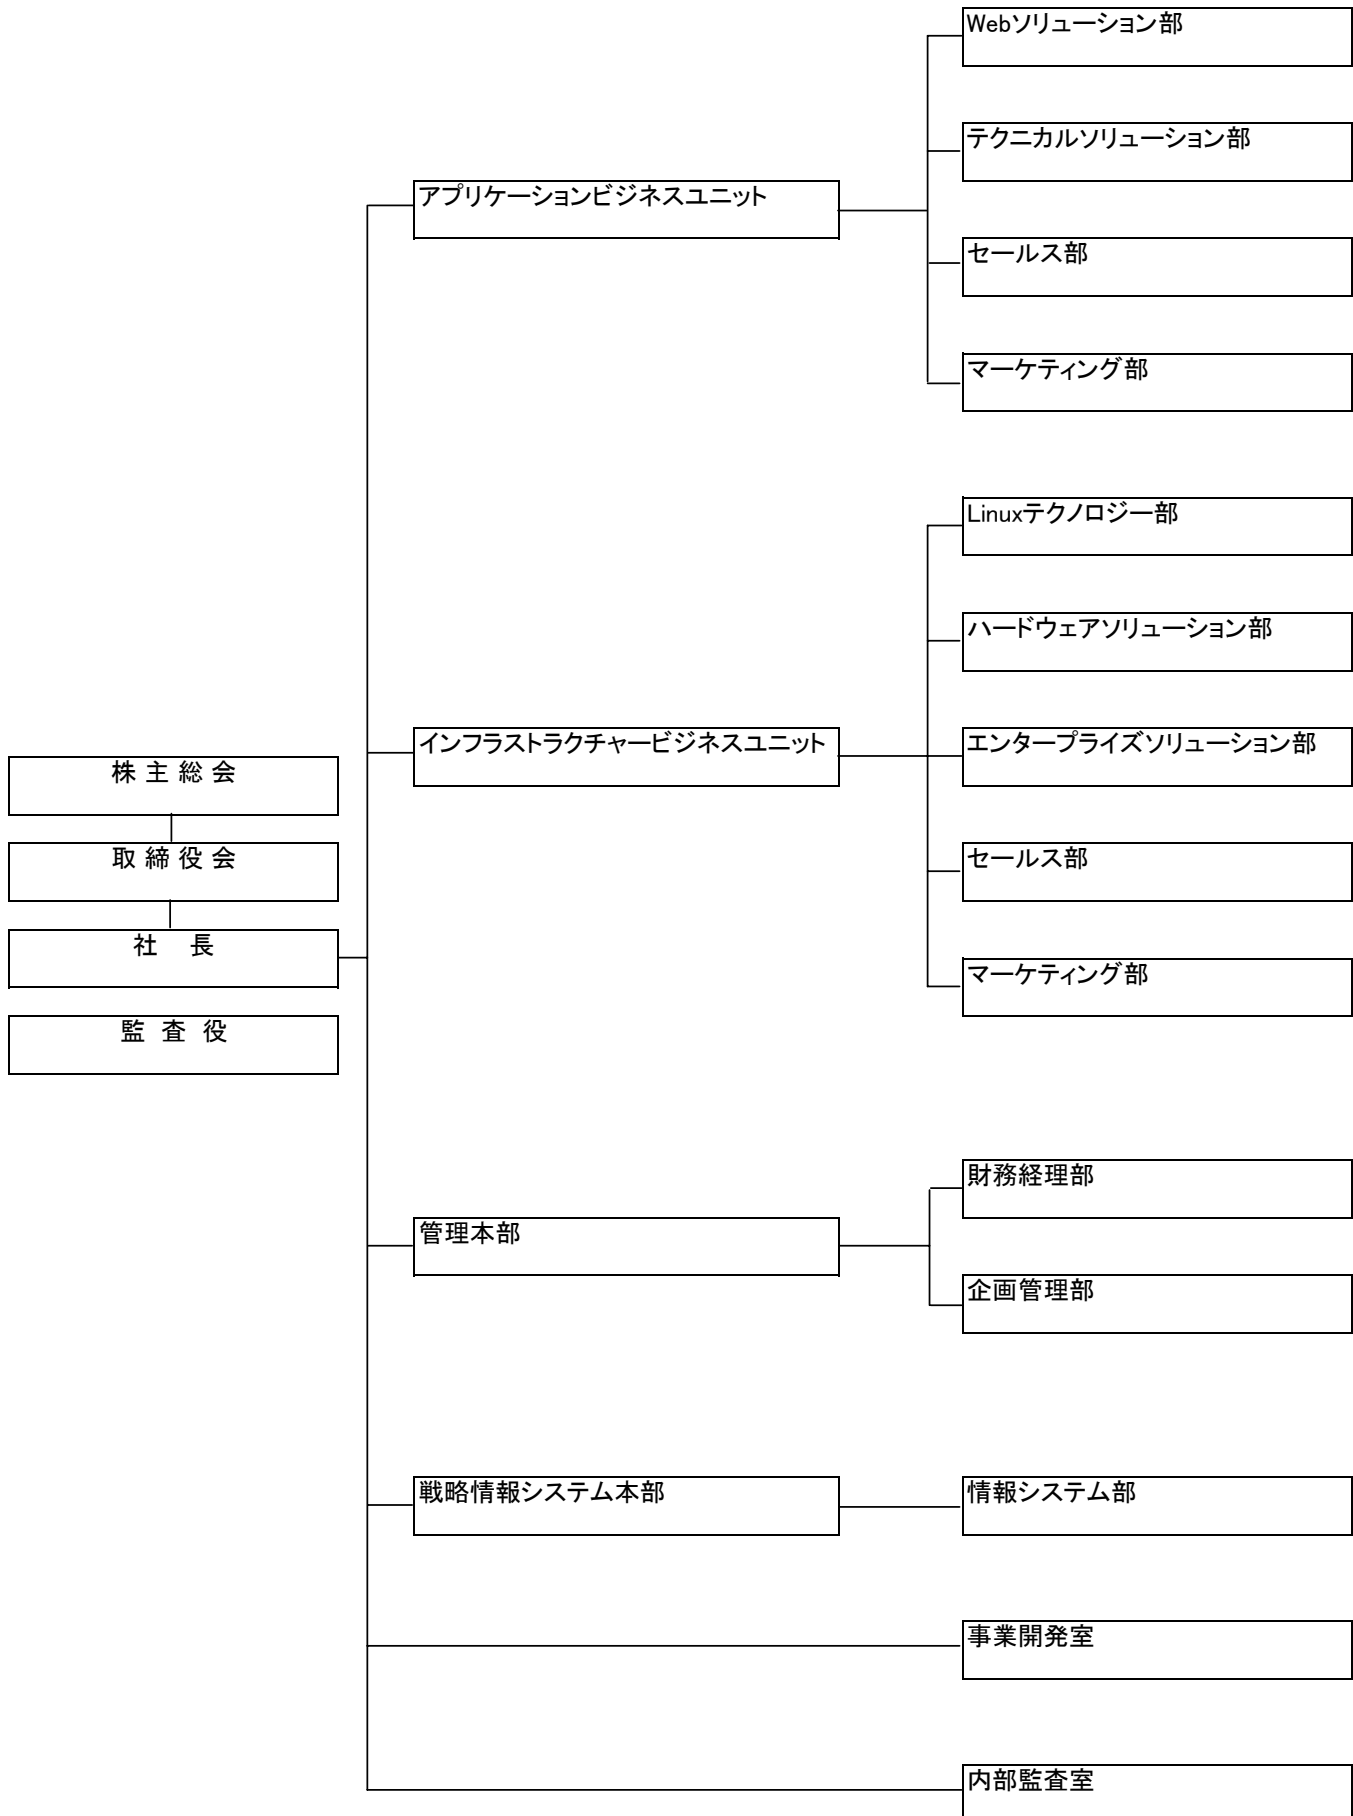 Webソリューション部
テクニカルソリューション部
アプリケーションビジネスユニット
セールス部
マーケティング部
Linuxテクノロジー部
ハードウェアソリューション部
インフラストラクチャービジネスユニット
エンタープライズソリューション部
株 主 総 会
取 締 役 会
セールス部
社　長
マーケティング部
監 査 役
財務経理部
管理本部
企画管理部
戦略情報システム本部
情報システム部
事業開発室
内部監査室